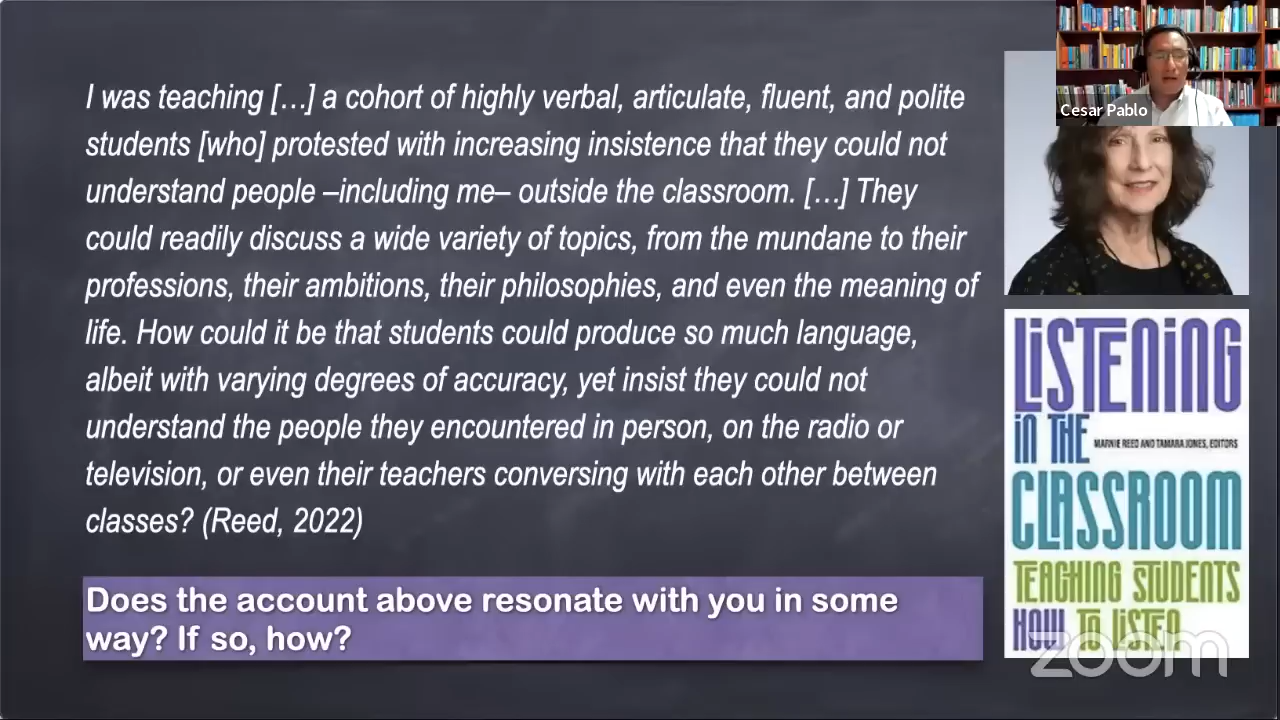 I was teaching […] a cohort of highly verbal, articulate, fluent, and polite
students [who] protested with increasing insistence that they could not
understand people –including me– outside the classroom. […] They
could readily discuss a wide variety of topics, from the mundane to their
professions, their ambitions, their philosophies, and even the meaning of
life. How could it be that students could produce so much language,
albeit with varying degrees of accuracy, yet insist they could not
understand the people they encountered in person, on the radio or
television, or even their teachers conversing with each other between
classes? (Reed, 2022)
Does the account above resonate with you in some
way? If so, how?
Cesar Pablo
LiSTENiNG
iN THE
MARNIE REED AND TAMARA JONES, EDITORS
CLASSROOM
TEACHING STUDENTS
HOW TO LiSTEN
zoom